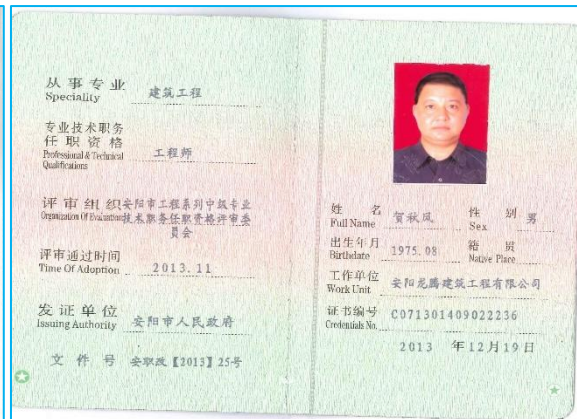 从事专业
Speciality
建筑工程
专业技术职务
任职资格
Professional & Technical
Qualifications
工程师
评审组织
Organization Of Evaluation
安阳市工程系列中级专业
技术职务任职资格评审委
员会
评审通过时间
Time Of Adoption
2013.11
发证单位
Issuing Authority
安阳市人民政府
文件号 安职改【2013】25号
姓名
Full Name
贺秋凤
性别
Sex
男
出生年月
Birthdate
1975.08
籍贯
Native Place
工作单位
Work Unit
安阳龙腾建筑工程有限公司
证书编号
Credentials No.
C071301409022236
2013 年12月19日